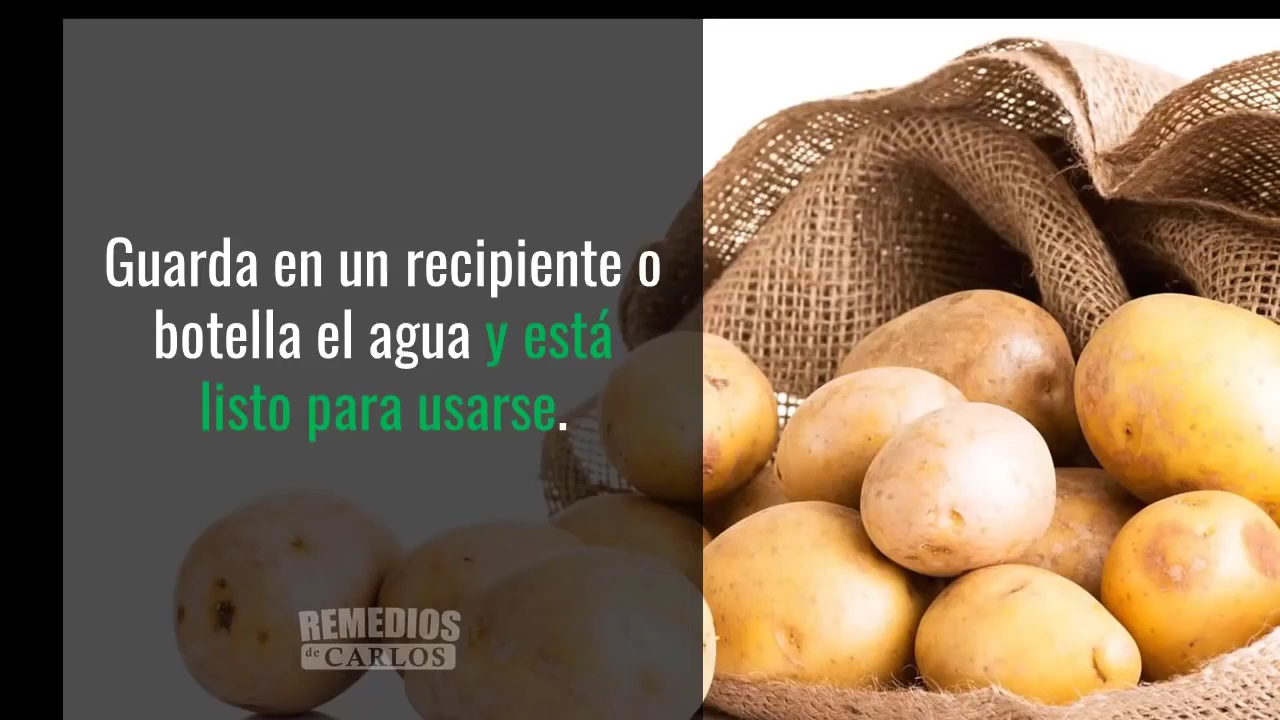 Guarda en un recipiente o
botella el agua y está
listo para usarse.
REMEDIOS
de CARLOS